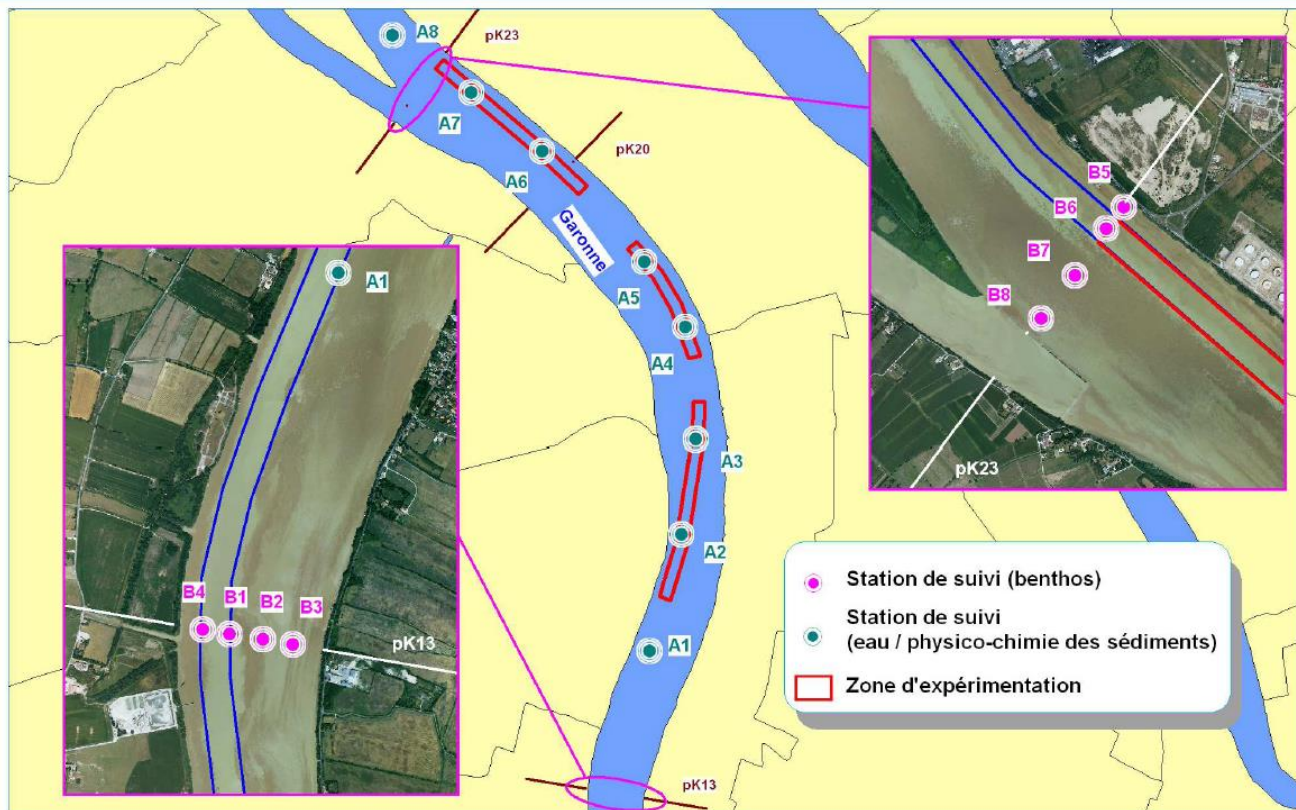 A8
pK23
A7
pK20
A6
Garonne
A5
A4
A3
A2
A1
pK13
A1
B4
B1
B2
B3
pK13
B5
B6
B7
B8
pK23
Station de suivi (benthos)
Station de suivi
(eau / physico-chimie des sédiments)
Zone d'expérimentation